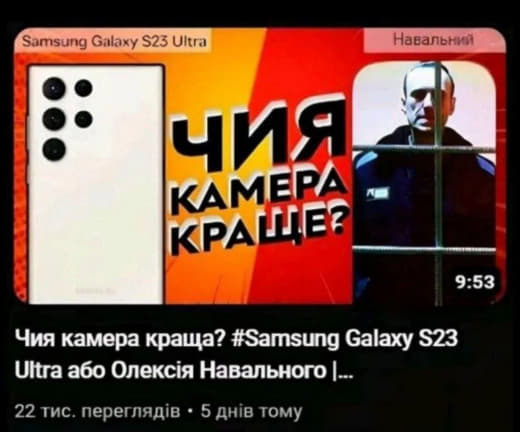 Samsung Galaxy S23 Ultra
Навальний
ЧИЯ
КАМЕРА
КРАЩЕ?
9:53
Чия камера краща? #Samsung Galaxy S23
Ultra або Олексія Навального |...
22 тис. переглядів • 5 днів тому